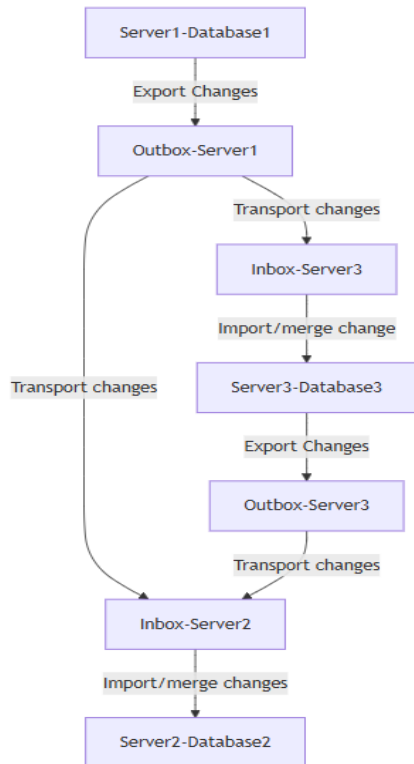 Server1-Database1
Export Changes
Outbox-Server1
Transport changes
Inbox-Server3
Import/merge change
Transport changes
Server3-Database3
Export Changes
Outbox-Server3
Transport changes
Inbox-Server2
Import/merge changes
Server2-Database2